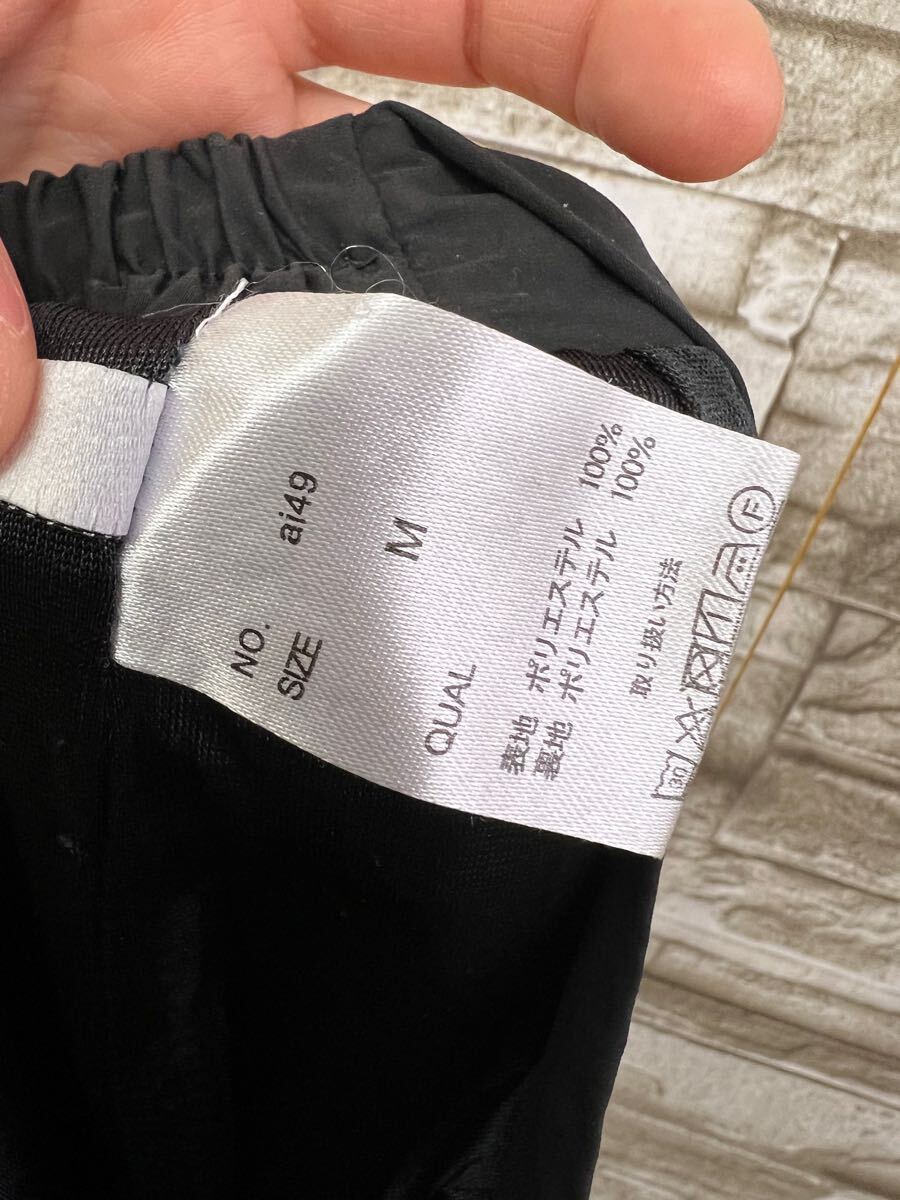 NO. ai49
SIZE M
QUAL
表地 ポリエステル 100%
裏地 ポリエステル 100%
取り扱い方法
30 F